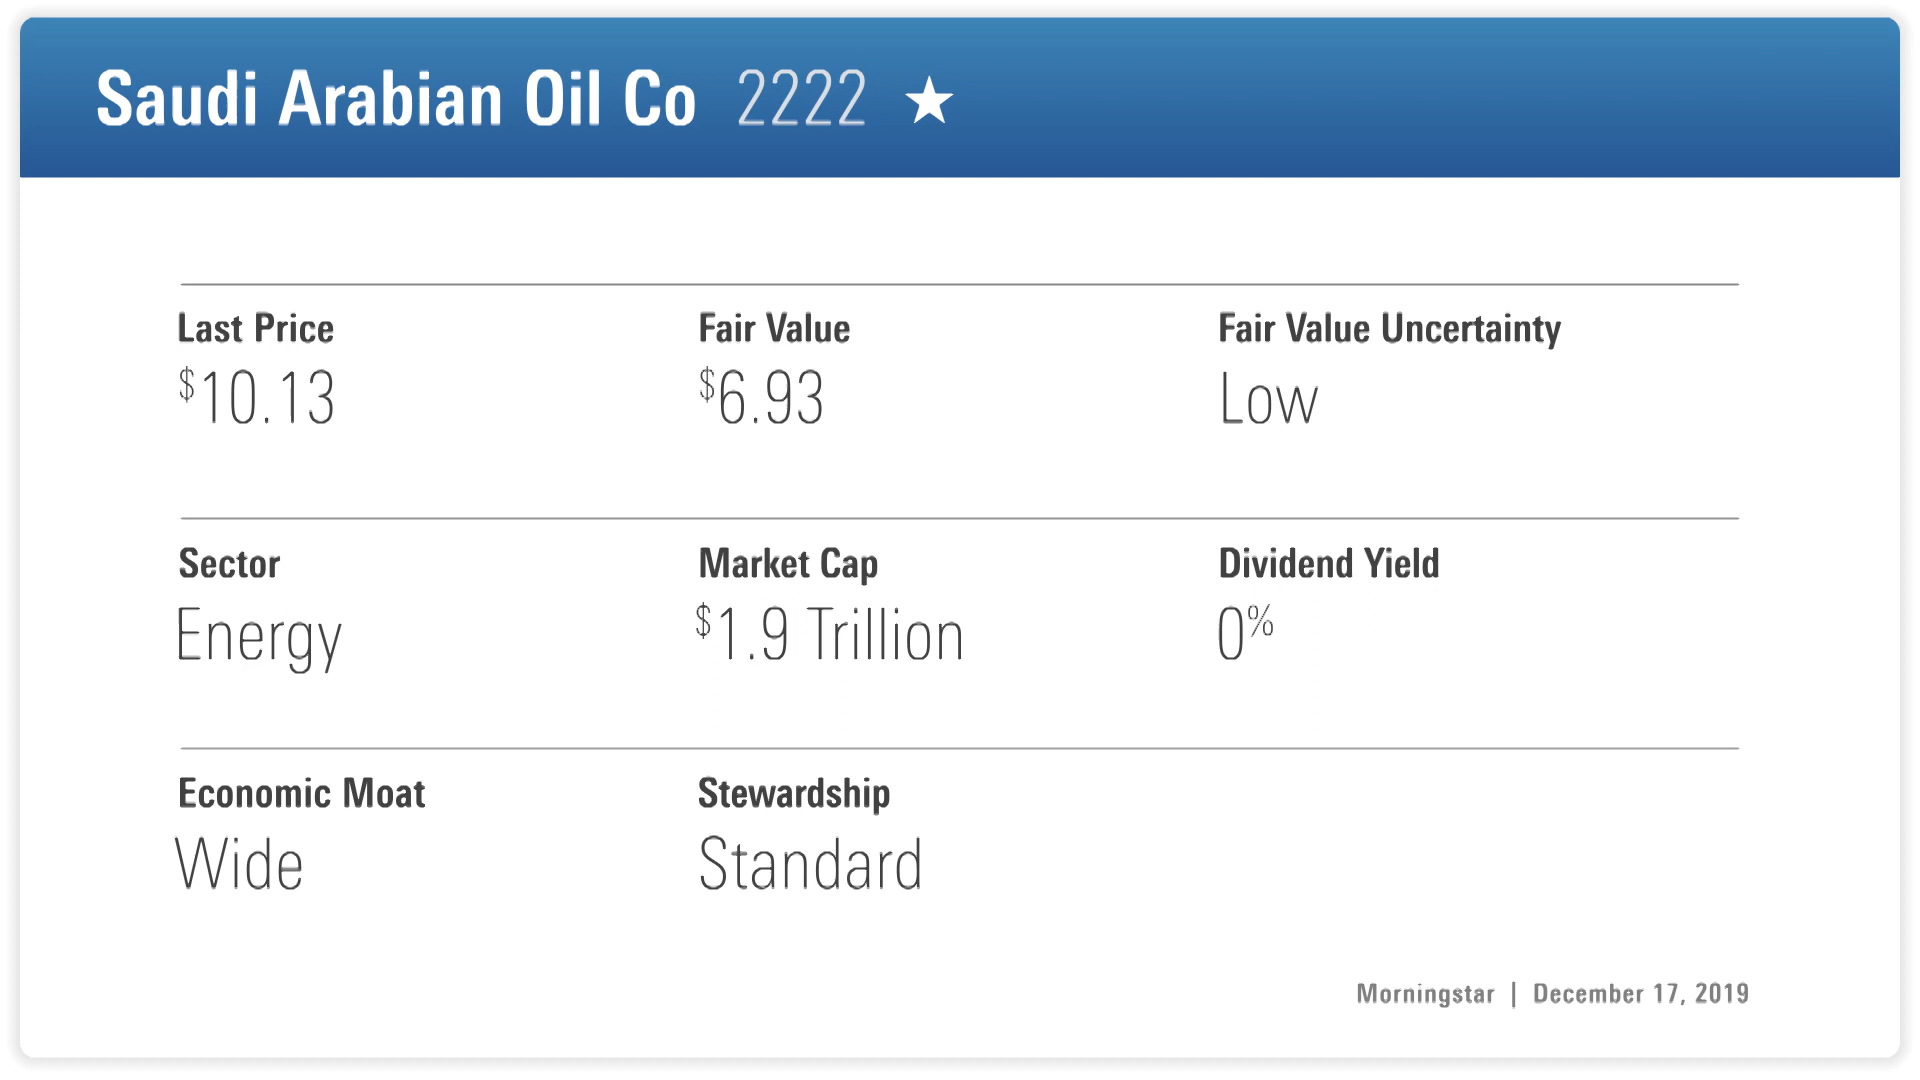 Saudi Arabian Oil Co 2222 ★
Last Price Fair Value Fair Value Uncertainty
$10.13 $6.93 Low
Sector Market Cap Dividend Yield
Energy $1.9 Trillion 0%
Economic Moat Stewardship
Wide Standard
Morningstar | December 17, 2019